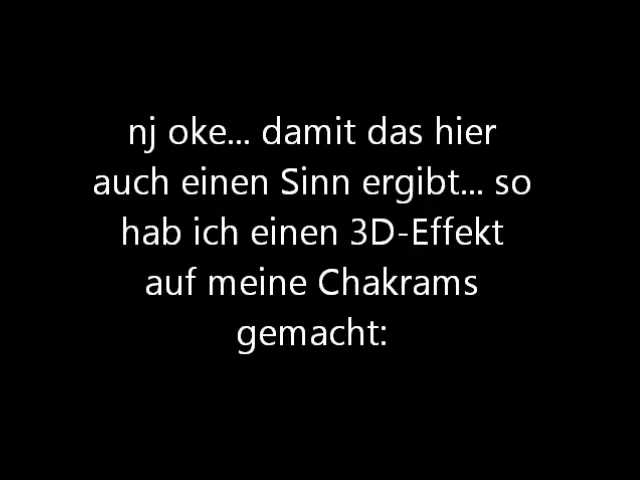 nj oke... damit das hier
auch einen Sinn ergibt... so
hab ich einen 3D-Effekt
auf meine Chakrams
gemacht: